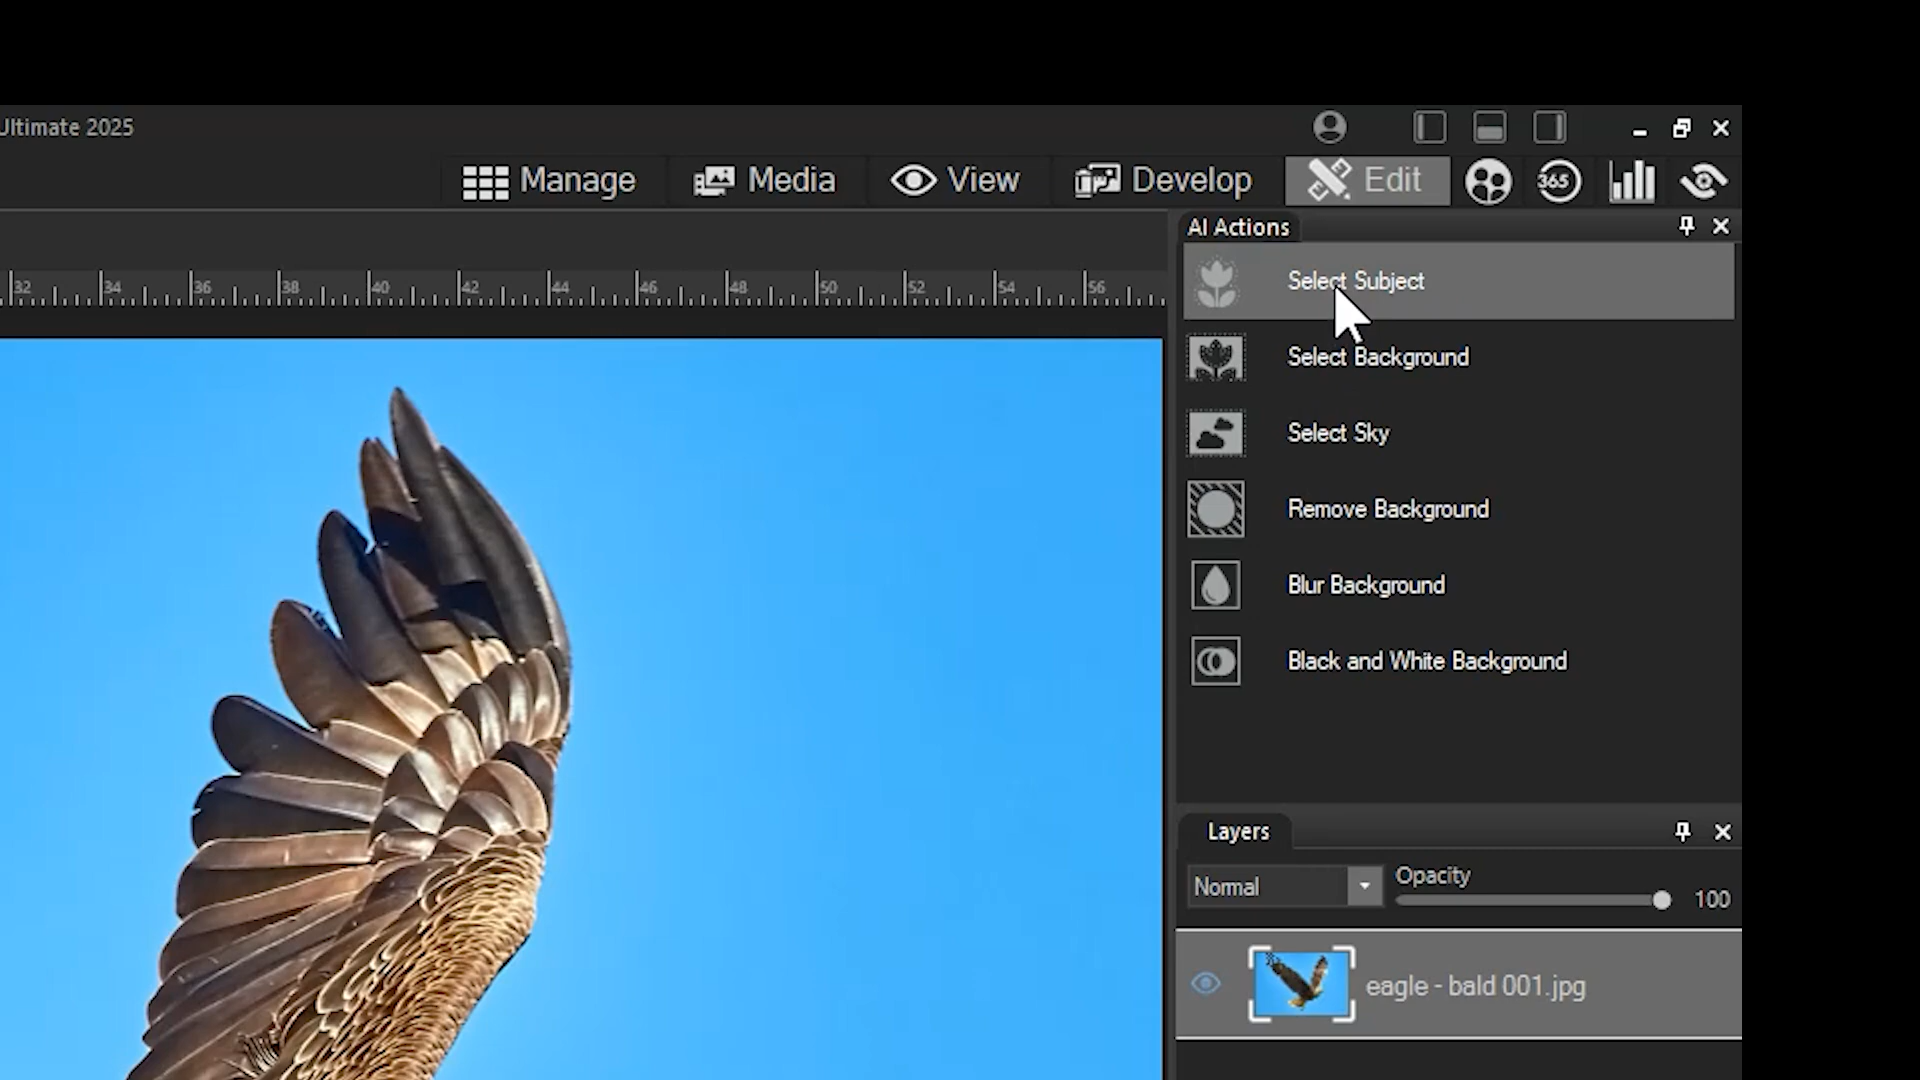 Ultimate 2025
Manage Media View Develop Edit 365
AI Actions
32 34 36 38 40 42 44 46 48 50 52 54 56
Select Subject
Select Background
Select Sky
Remove Background
Blur Background
Black and White Background
Layers
Normal Opacity 100
eagle - bald 001.jpg